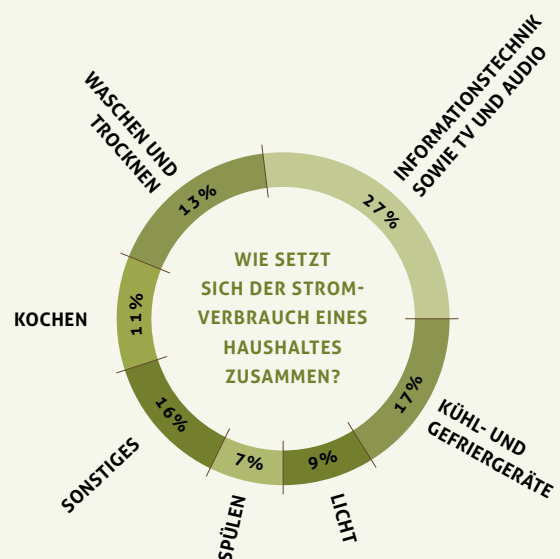 INFORMATIONSTECHNIK
SOWIE TV UND AUDIO
27%
WASCHEN UND
TROCKNEN
13%
WIE SETZT
SICH DER STROM-
VERBRAUCH EINES
HAUSHALTES
ZUSAMMEN?
KOCHEN
11%
17%
KÜHL- UND
GEFRIERGERÄTE
16%
SONSTIGES
7%
SPÜLEN
9%
LICHT